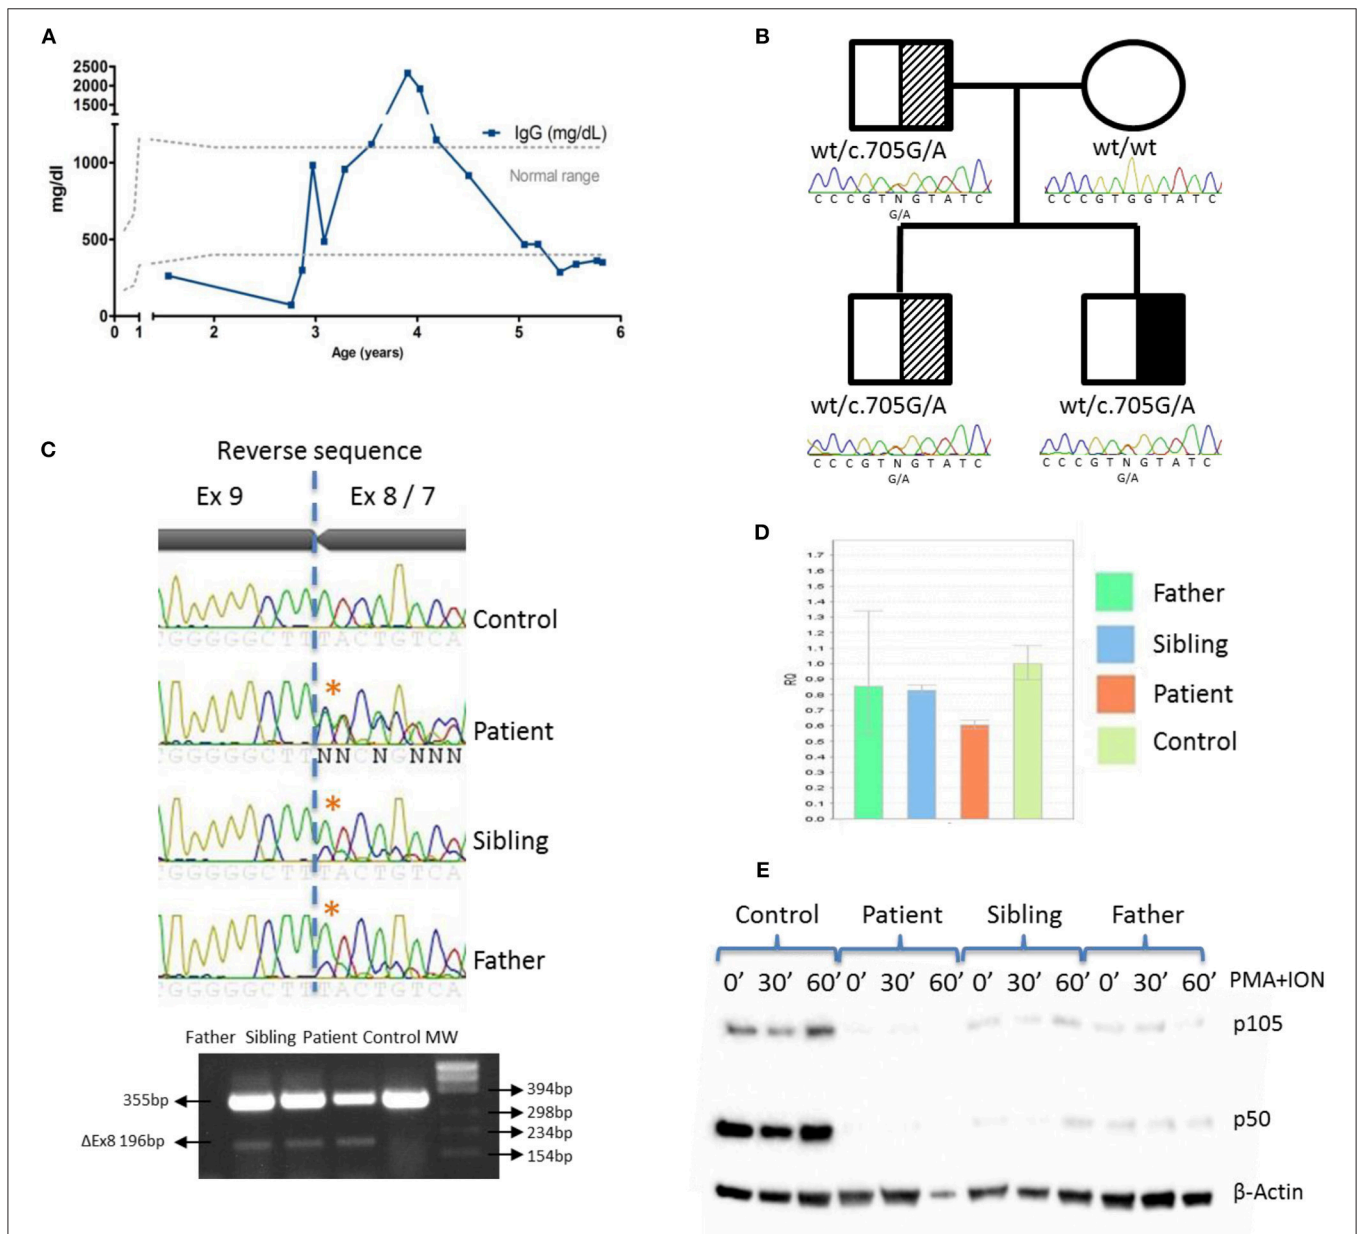 A
2500
2000
1500
1000
500
0
mg/dl
IgG (mg/dL)
Normal range
0 1 2 3 4 5 6
Age (years)
B
wt/c.705G/A
wt/wt
C C C G T N G T A T C
G/A
C C C G T G G T A T C
wt/c.705G/A
wt/c.705G/A
C C C G T N G T A T C
G/A
C C C G T N G T A T C
G/A
C
Reverse sequence
Ex 9
Ex 8 / 7
TGGGGGCTTTACTGTCA
Control
*
TGGGGGCTTNNCNGNNN
Patient
*
TGGGGGCTTTACTGTCA
Sibling
*
TGGGGGCTTTACTGTCA
Father
Father Sibling Patient Control MW
355bp
ΔEx8 196bp
394bp
298bp
234bp
154bp
D
1.7
1.6
1.5
1.4
1.3
1.2
1.1
1.0
0.9
0.8
0.7
0.6
0.5
0.4
0.3
0.2
0.1
0.0
RQ
Father
Sibling
Patient
Control
E
Control Patient Sibling Father
0' 30' 60' 0' 30' 60' 0' 30' 60' 0' 30' 60' PMA+ION
p105
p50
β-Actin